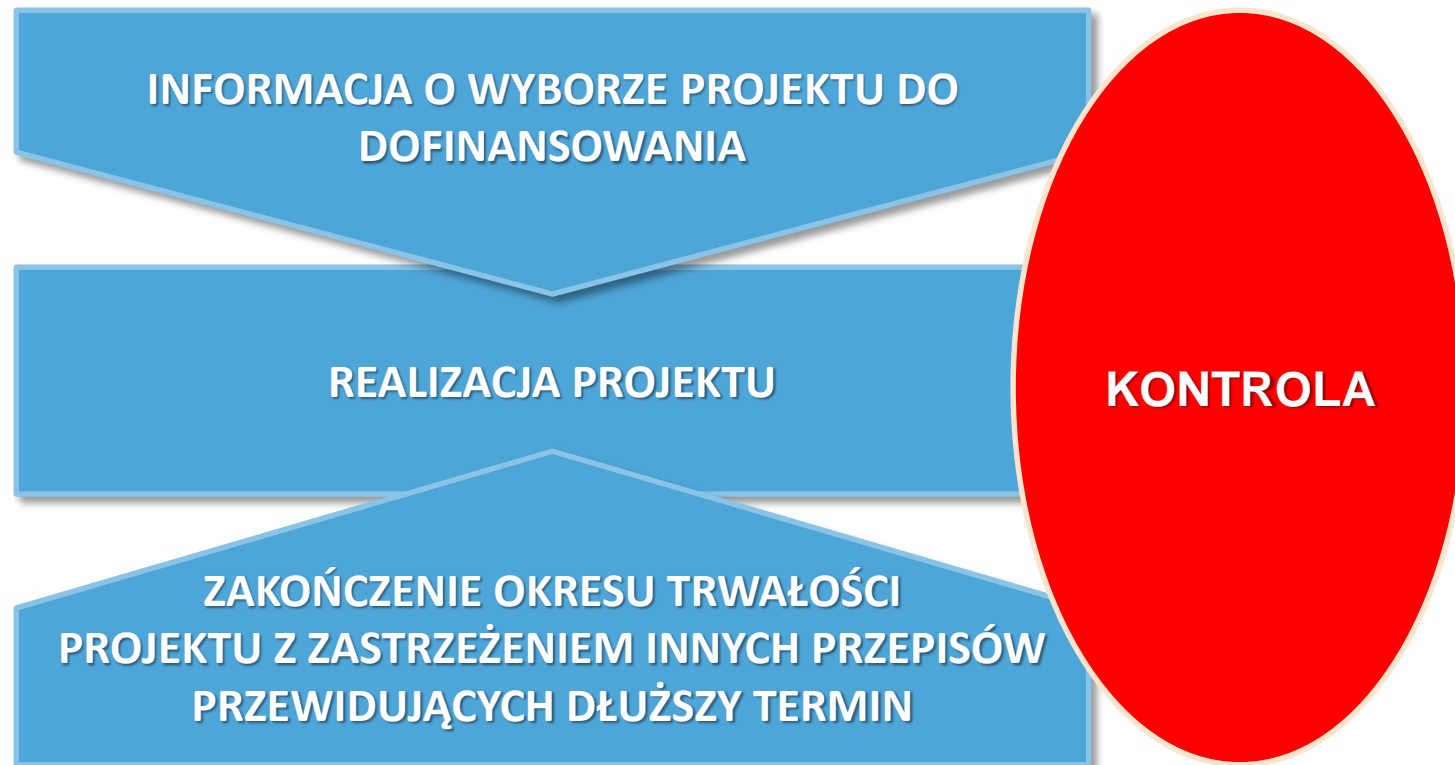 INFORMACJA O WYBORZE PROJEKTU DO
DOFINANSOWANIA
REALIZACJA PROJEKTU
KONTROLA
ZAKOŃCZENIE OKRESU TRWAŁOŚCI
PROJEKTU Z ZASTRZEŻENIEM INNYCH PRZEPISÓW
PRZEWIDUJĄCYCH DŁUŻSZY TERMIN